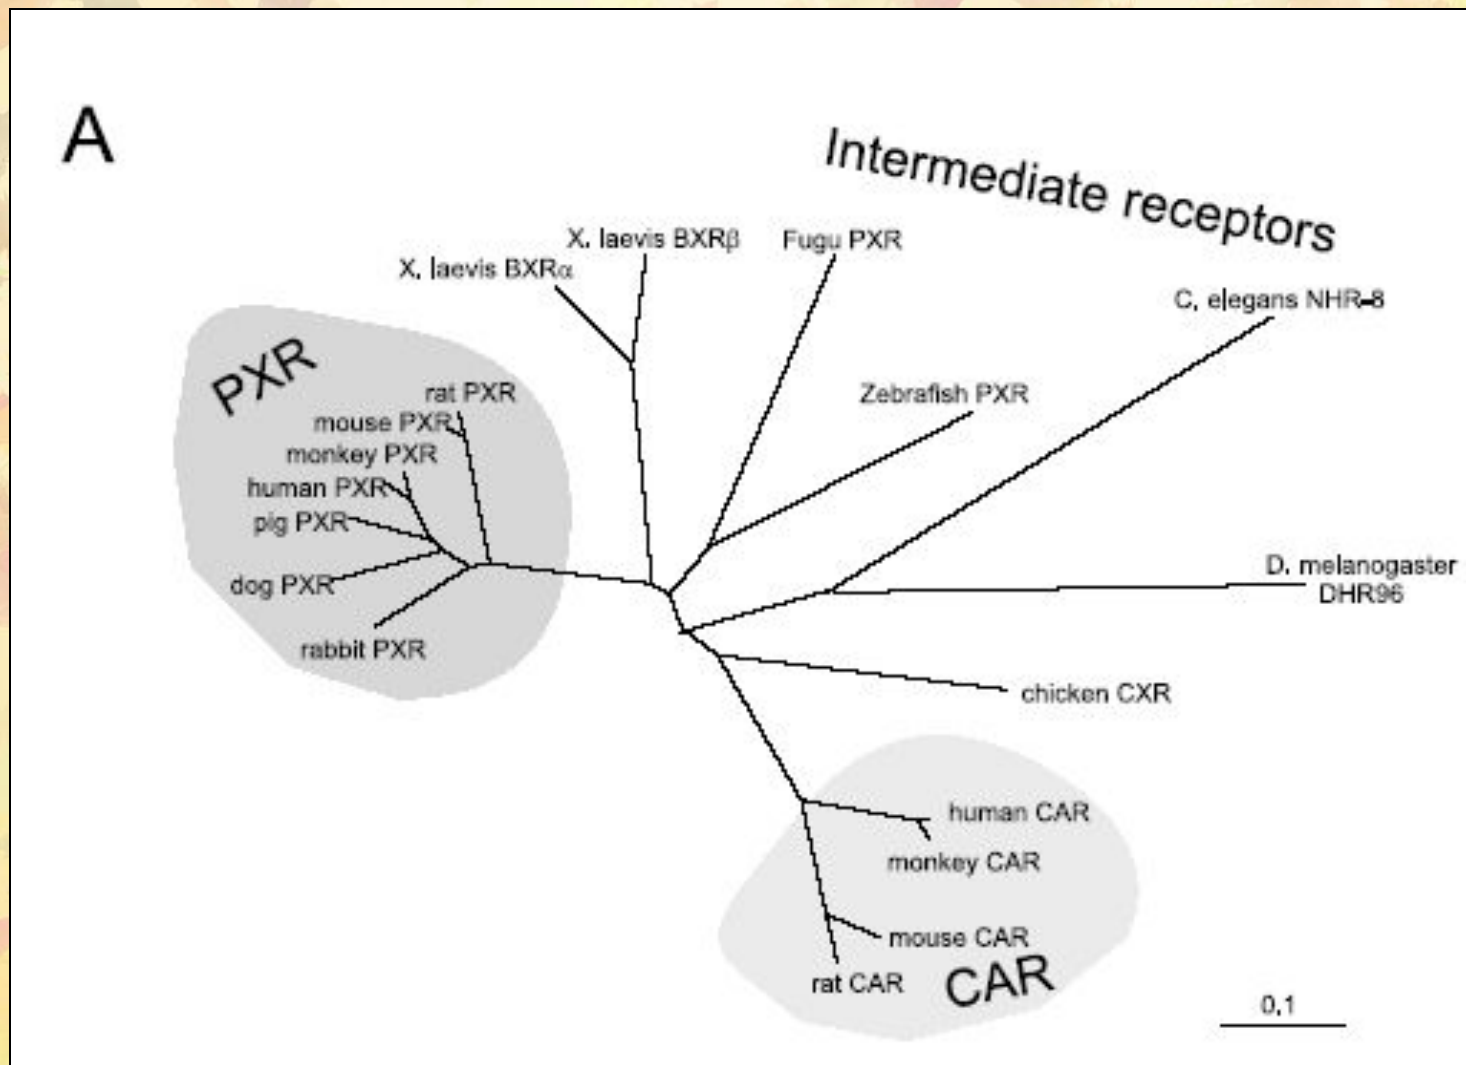 A
Intermediate receptors
X. laevis BXRβ
Fugu PXR
X. laevis BXRα
C. elegans NHR-8
PXR
rat PXR
Zebrafish PXR
mouse PXR
monkey PXR
human PXR
pig PXR
dog PXR
D. melanogaster
DHR96
rabbit PXR
chicken CXR
human CAR
monkey CAR
mouse CAR
rat CAR
CAR
0.1